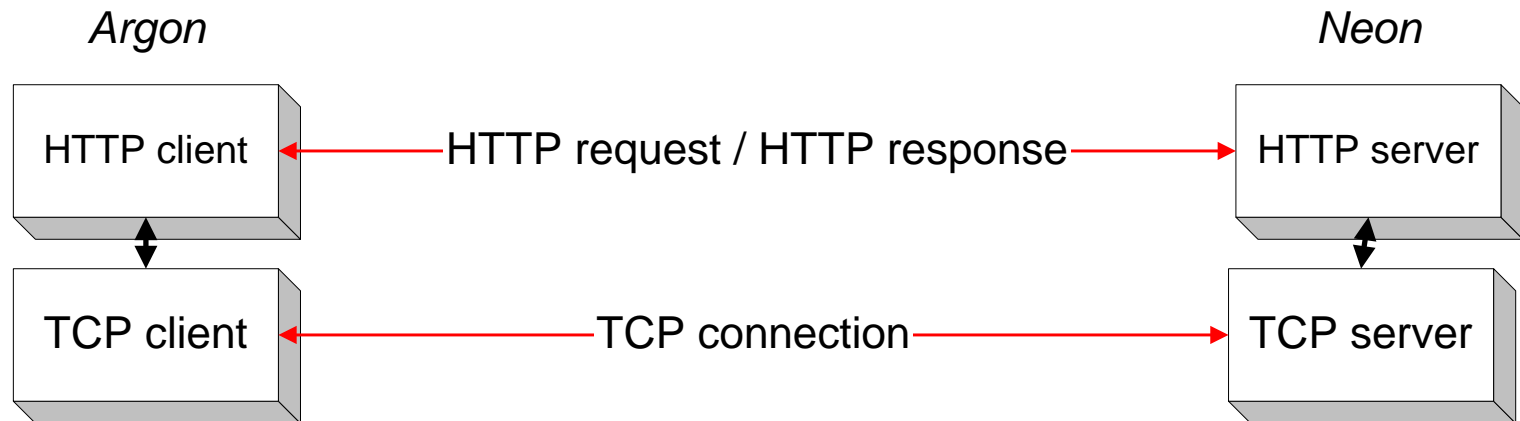 Argon
Neon
HTTP client
HTTP request / HTTP response
HTTP server
TCP client
TCP connection
TCP server